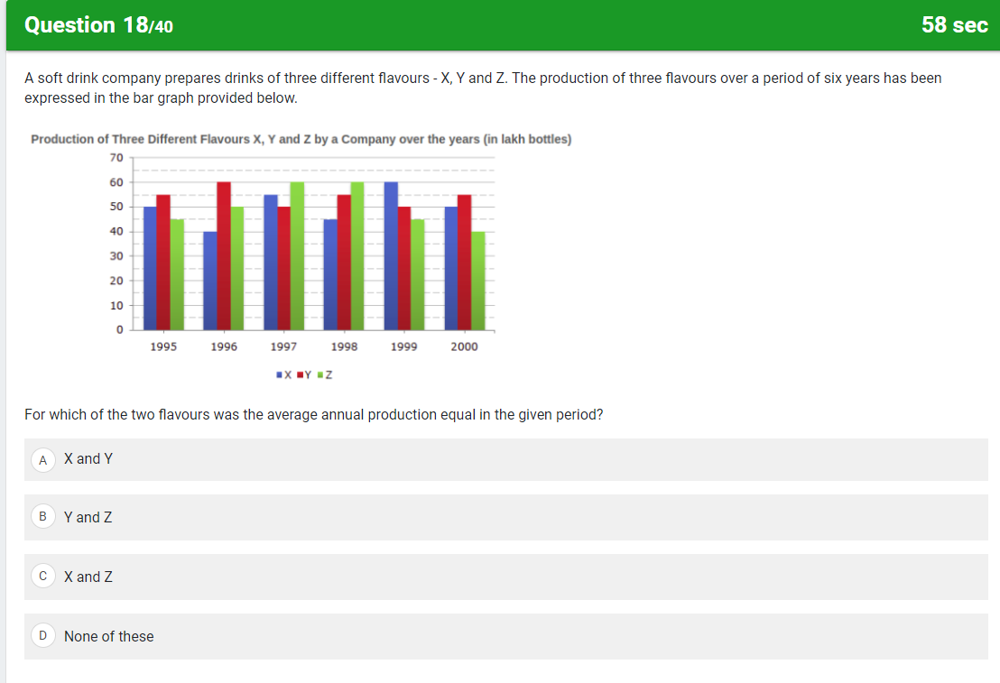 Question 18/40
58 sec
A soft drink company prepares drinks of three different flavours - X, Y and Z. The production of three flavours over a period of six years has been
expressed in the bar graph provided below.
Production of Three Different Flavours X, Y and Z by a Company over the years (in lakh bottles)
70
60
50
40
30
20
10
0
1995 1996 1997 1998 1999 2000
X Y Z
For which of the two flavours was the average annual production equal in the given period?
A X and Y
B Y and Z
C X and Z
D None of these